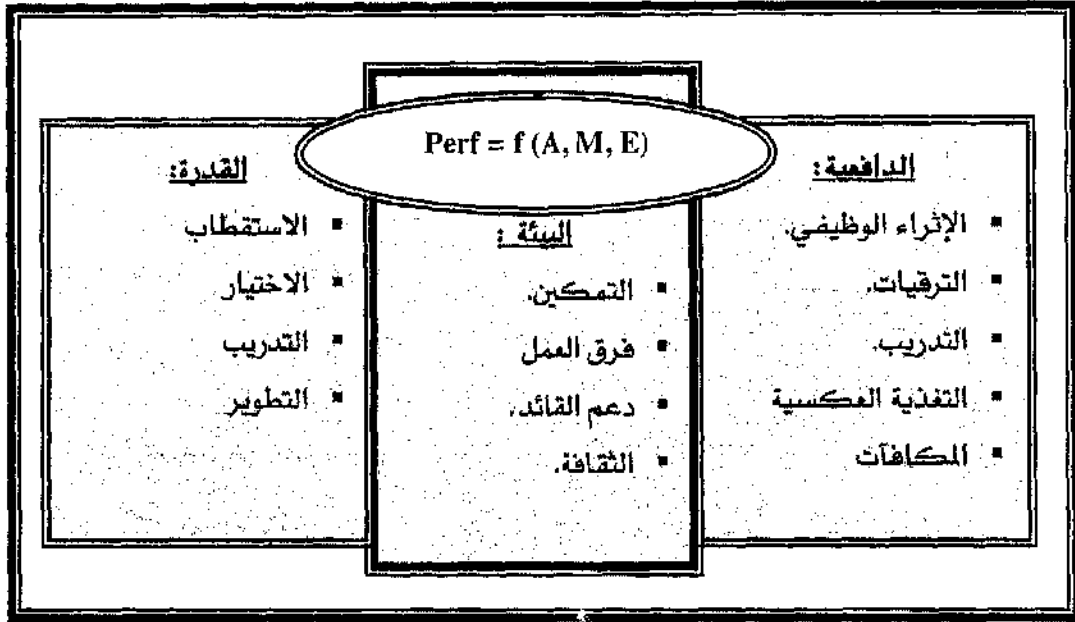 Perf = f (A, M, E)
الدافعية:
▪ الإثراء الوظيفي.
▪ الترقيات.
▪ التدريب.
▪ التغذية العكسية
▪ المكافآت
البيئة :
▪ التمكين.
▪ فرق العمل
▪ دعم القائد.
▪ الثقافة.
القدرة:
▪ الاستقطاب
▪ الاختيار
▪ التدريب
▪ التطوير